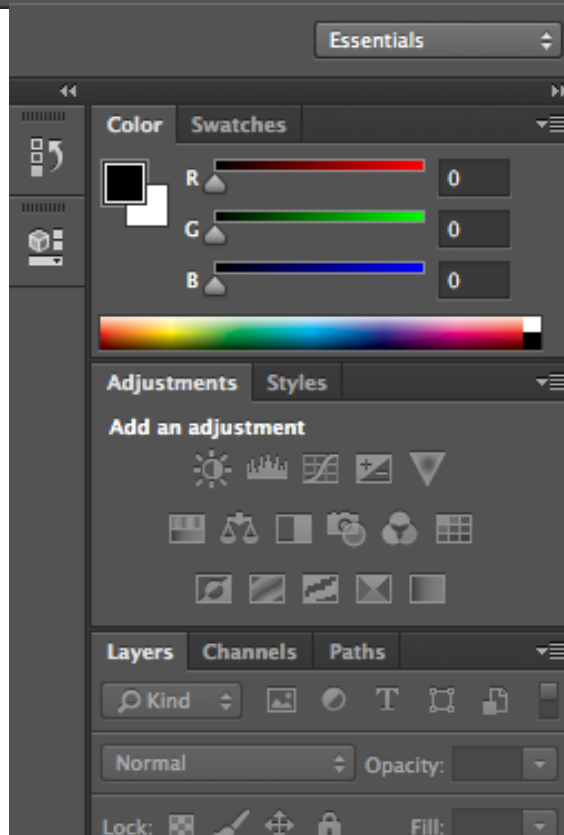 Essentials
Color Swatches
R 0
G 0
B 0
Adjustments Styles
Add an adjustment
Layers Channels Paths
Kind T
Normal Opacity:
Lock: Fill: